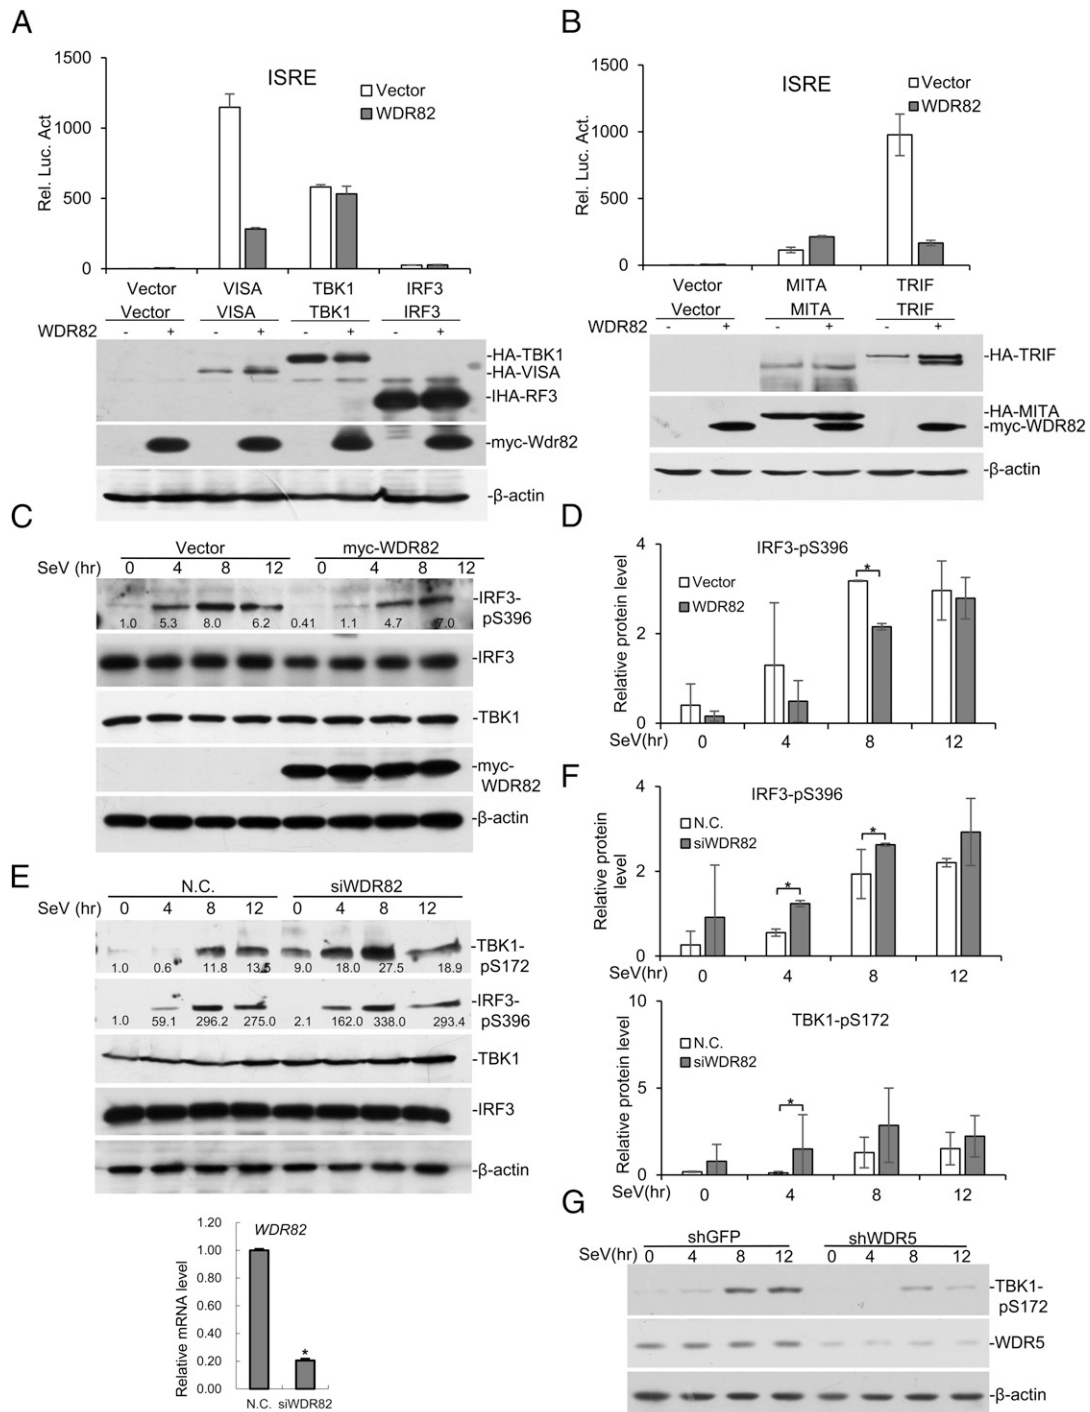 A
1500
1000
500
0
Rel. Luc. Act
ISRE
Vector
WDR82
Vector VISA TBK1 IRF3
Vector VISA TBK1 IRF3
WDR82 - + - + - + - +
-HA-TBK1
-HA-VISA
IHA-RF3
-myc-Wdr82
-β-actin
B
1500
1000
500
0
Rel. Luc. Act.
ISRE
Vector
WDR82
Vector MITA TRIF
Vector MITA TRIF
WDR82 - + - + - +
-HA-TRIF
-HA-MITA
-myc-WDR82
-β-actin
C
Vector myc-WDR82
SeV (hr) 0 4 8 12 0 4 8 12
-IRF3-
pS396
1.0 5.3 8.0 6.2 0.41 1.1 4.7 7.0
-IRF3
-TBK1
-myc-
WDR82
-β-actin
D
IRF3-pS396
4
2
0
Relative protein level
Vector
WDR82
*
SeV(hr) 0 4 8 12
E
N.C. siWDR82
SeV (hr) 0 4 8 12 0 4 8 12
-TBK1-
pS172
1.0 0.6 11.8 13.5 9.0 18.0 27.5 18.9
-IRF3-
pS396
1.0 59.1 296.2 275.0 2.1 162.0 338.0 293.4
-TBK1
-IRF3
-β-actin
WDR82
1.20
1.00
0.80
0.60
0.40
0.20
0.00
Relative mRNA level
*
N.C. siWDR82
F
IRF3-pS396
4
2
0
Relative protein
level
N.C.
siWDR82
* *
SeV(hr) 0 4 8 12
TBK1-pS172
10
5
0
Relative protein level
N.C.
siWDR82
*
SeV(hr) 0 4 8 12
G
shGFP shWDR5
SeV(hr) 0 4 8 12 0 4 8 12
-TBK1-
pS172
-WDR5
-β-actin